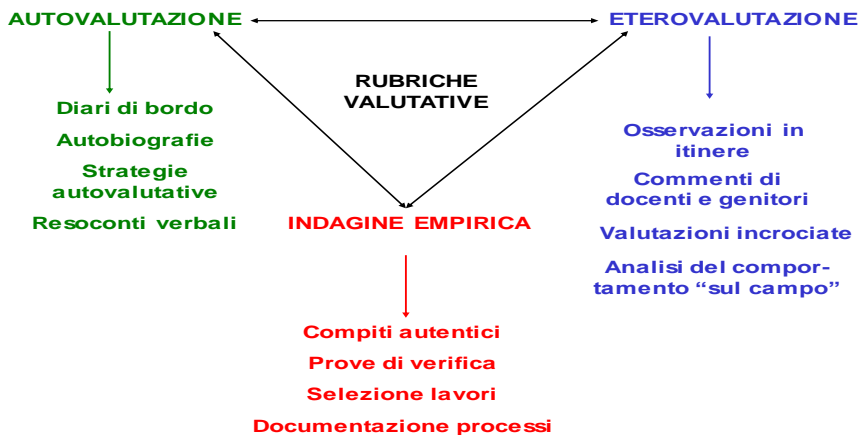 AUTOVALUTAZIONE
ETEROVALUTAZIONE
RUBRICHE
VALUTATIVE
Diari di bordo
Autobiografie
Strategie
autovalutative
Resoconti verbali
INDAGINE EMPIRICA
Compiti autentici
Prove di verifica
Selezione lavori
Documentazione processi
Osservazioni in
itinere
Commenti di
docenti e genitori
Valutazioni incrociate
Analisi del compor-
tamento “sul campo”